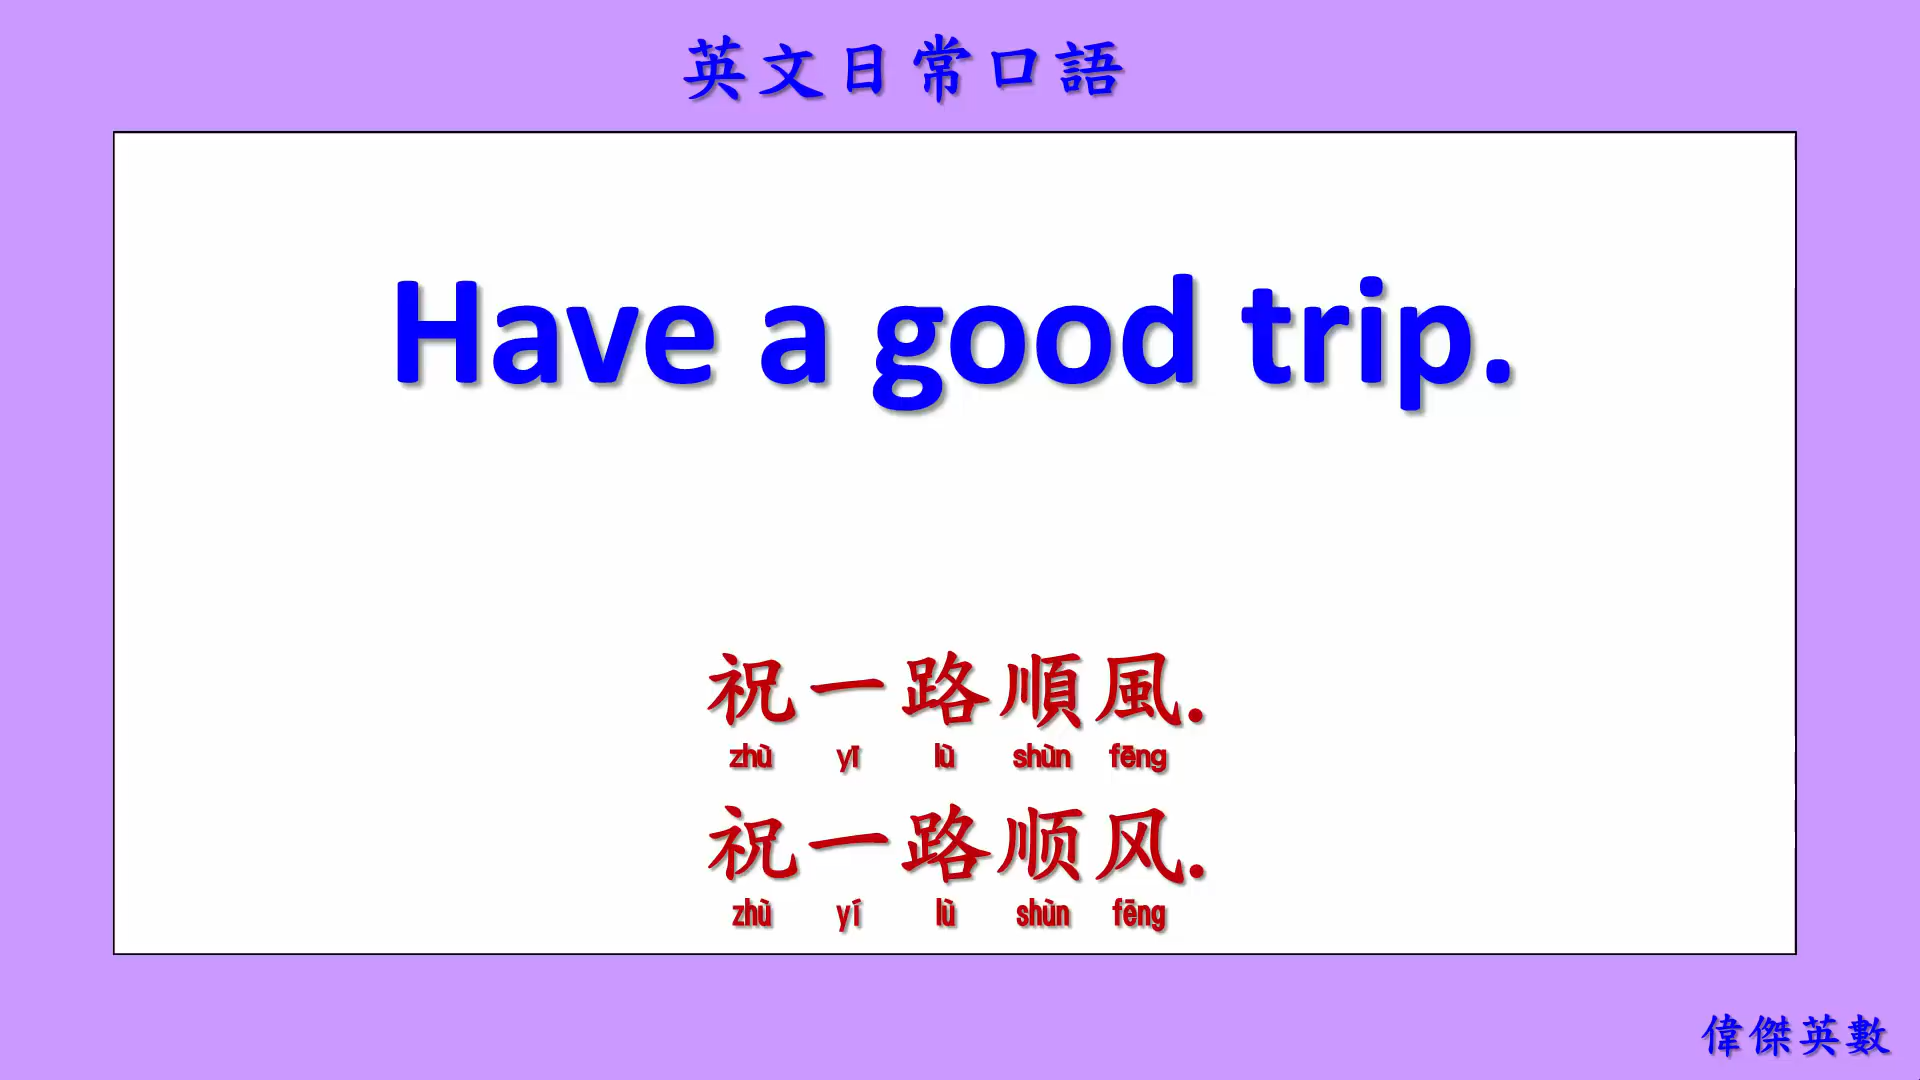 英文日常口語
Have a good trip.
祝一路順風.
zhù yī lù shùn fēng
祝一路顺风.
zhù yí lù shùn fēng
偉傑英數